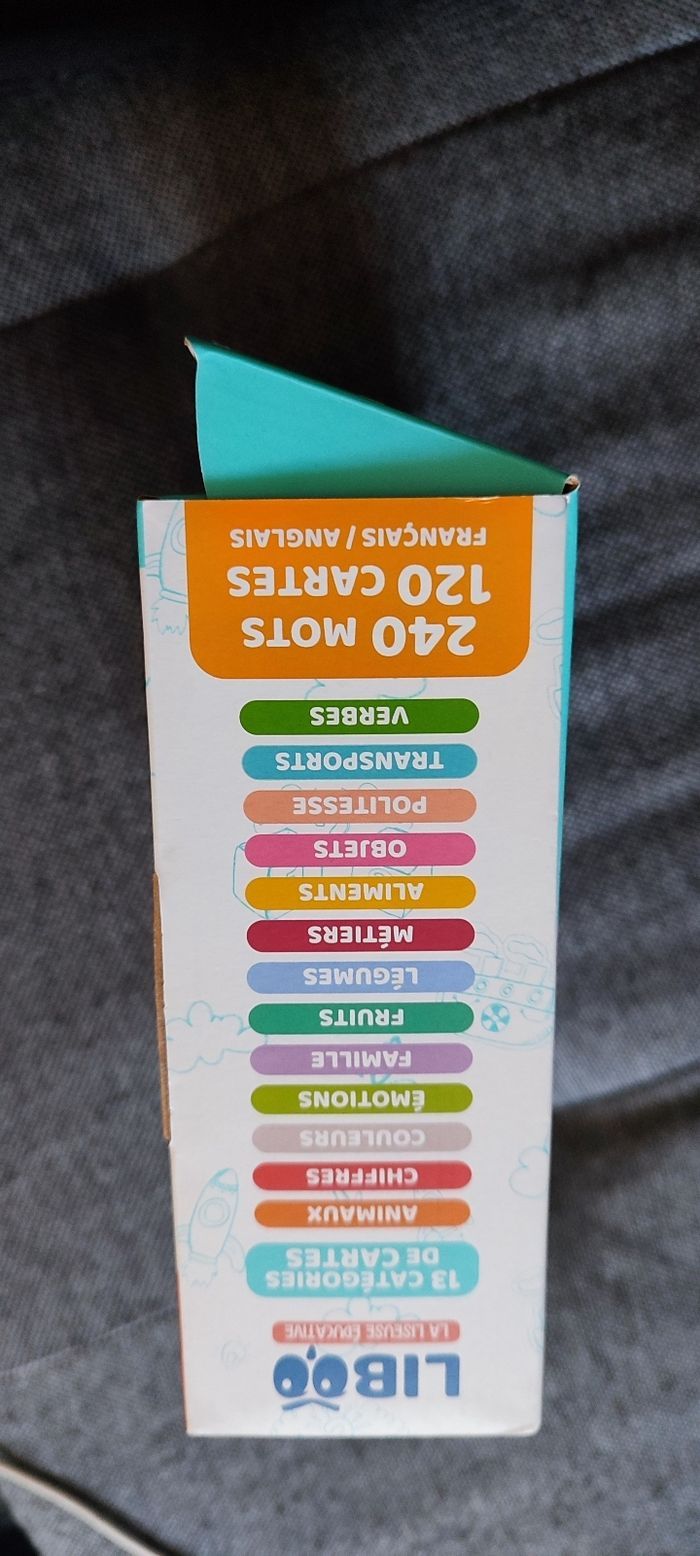 LIBOO
LA LISEUSE ÉDUCATIVE
13 CATÉGORIES
DE CARTES
ANIMAUX
CHIFFRES
COULEURS
ÉMOTIONS
FAMILLE
FRUITS
LÉGUMES
MÉTIERS
ALIMENTS
OBJETS
POLITESSE
TRANSPORTS
VERBES
240 MOTS
120 CARTES
FRANÇAIS / ANGLAIS